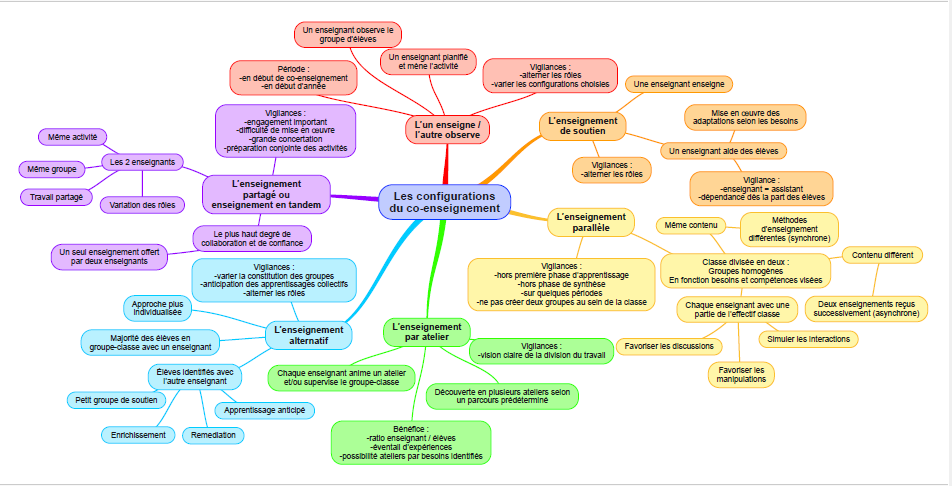 Les configurations
du co-enseignement
L'un enseigne /
l'autre observe
Un enseignant observe le
groupe d'élèves
Un enseignant planifie
et mène l'activité
Période :
-en début de co-enseignement
-en début d'année
Vigilances :
-alterner les rôles
-varier les configurations choisies
L'enseignement
de soutien
Une enseignant enseigne
Mise en œuvre des
adaptations selon les besoins
Un enseignant aide des élèves
Vigilance :
-enseignant = assistant
-dépendance dès la part des élèves
Vigilances :
-alterner les rôles
L'enseignement
parallèle
Même contenu
Méthodes
d'enseignement
différentes (synchrone)
Classe divisée en deux :
Groupes homogènes
En fonction besoins et compétences visées
Contenu différent
Deux enseignements reçus
successivement (asynchrone)
Chaque enseignant avec une
partie de l'effectif classe
Favoriser les discussions
Simuler les interactions
Favoriser les
manipulations
Vigilances :
-hors première phase d'apprentissage
-hors phase de synthèse
-sur quelques périodes
-ne pas créer deux groupes au sein de la classe
L'enseignement
par atelier
Vigilances :
-vision claire de la division du travail
Chaque enseignant anime un atelier
et/ou supervise le groupe-classe
Découverte en plusieurs ateliers selon
un parcours prédéterminé
Bénéfice :
-ratio enseignant / élèves
-éventail d'expériences
-possibilité ateliers par besoins identifiés
L'enseignement
alternatif
Vigilances :
-varier la constitution des groupes
-anticipation des apprentissages collectifs
-alterner les rôles
Approche plus
individualisée
Majorité des élèves en
groupe-classe avec un enseignant
Élèves identifiés avec
l'autre enseignant
Petit groupe de soutien
Enrichissement
Remediation
Apprentissage anticipé
L'enseignement
partagé ou
enseignement en tandem
Vigilances :
-engagement important
-difficulté de mise en œuvre
-grande concertation
-préparation conjointe des activités
Les 2 enseignants
Même activité
Même groupe
Travail partagé
Variation des rôles
Le plus haut degré de
collaboration et de confiance
Un seul enseignement offert
par deux enseignants